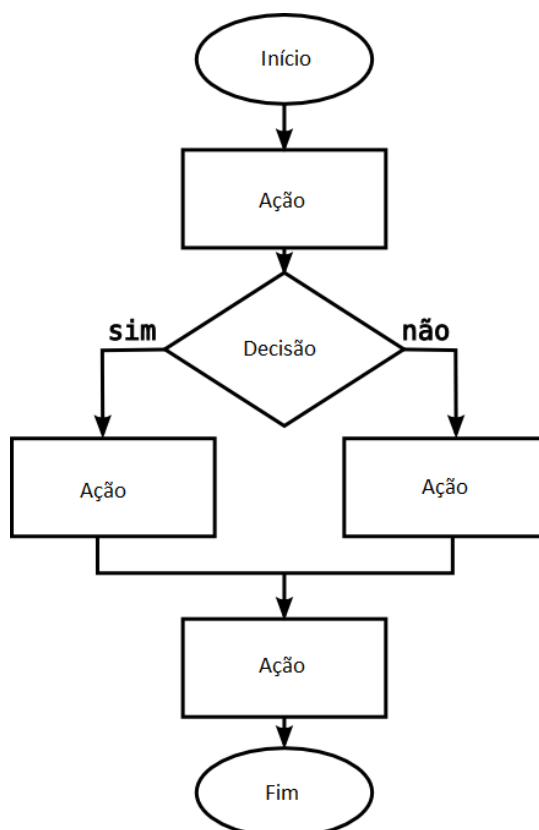 Início
Ação
sim
não
Decisão
Ação
Ação
Ação
Fim